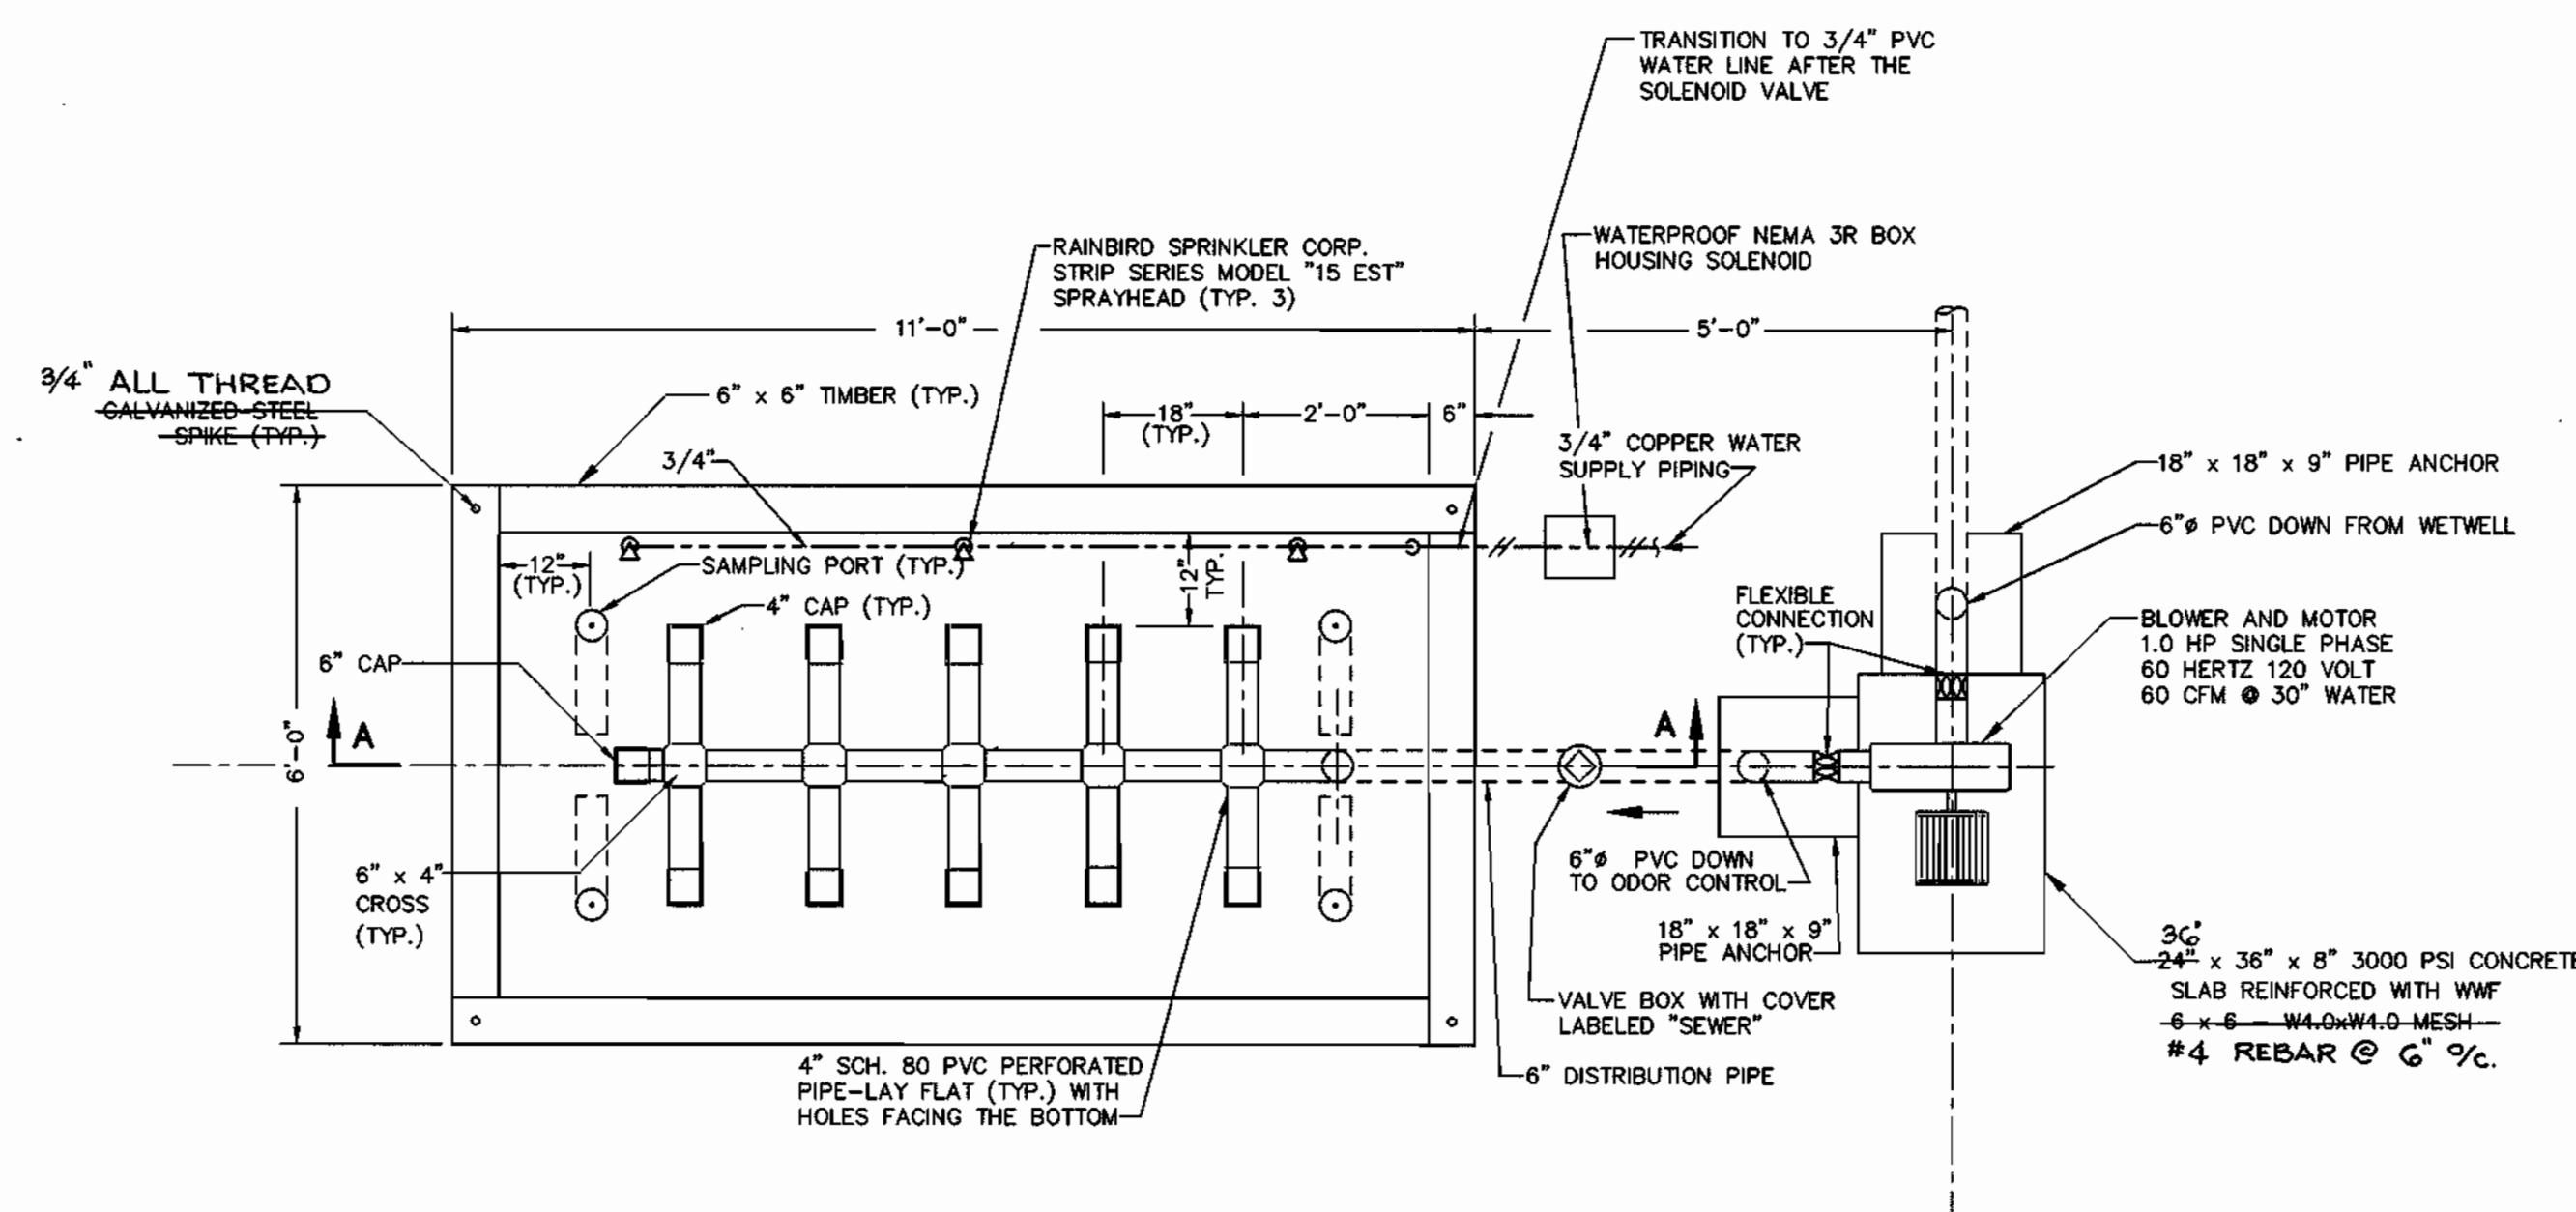 TRANSITION TO 3/4" PVC
WATER LINE AFTER THE
SOLENOID VALVE
RAINBIRD SPRINKLER CORP.
STRIP SERIES MODEL "15 EST"
SPRAYHEAD (TYP. 3)
WATERPROOF NEMA 3R BOX
HOUSING SOLENOID
11'-0"
5'-0"
3/4" ALL THREAD
GALVANIZED STEEL
SPIKE (TYP.)
6" x 6" TIMBER (TYP.)
18"
(TYP.)
2'-0"
6"
3/4" COPPER WATER
SUPPLY PIPING
3/4"
18" x 18" x 9" PIPE ANCHOR
6"ø PVC DOWN FROM WETWELL
12"
(TYP.)
SAMPLING PORT (TYP.)
12"
TYP.
4" CAP (TYP.)
FLEXIBLE
CONNECTION
(TYP.)
BLOWER AND MOTOR
1.0 HP SINGLE PHASE
60 HERTZ 120 VOLT
60 CFM @ 30" WATER
6" CAP
A
A
6'-0"
6" x 4"
CROSS
(TYP.)
6"ø PVC DOWN
TO ODOR CONTROL
18" x 18" x 9"
PIPE ANCHOR
36"
24" x 36" x 8" 3000 PSI CONCRETE
SLAB REINFORCED WITH WWF
6 x 6 - W4.0xW4.0 MESH
#4 REBAR @ 6" O/C.
VALVE BOX WITH COVER
LABELED "SEWER"
4" SCH. 80 PVC PERFORATED
PIPE-LAY FLAT (TYP.) WITH
HOLES FACING THE BOTTOM
6" DISTRIBUTION PIPE